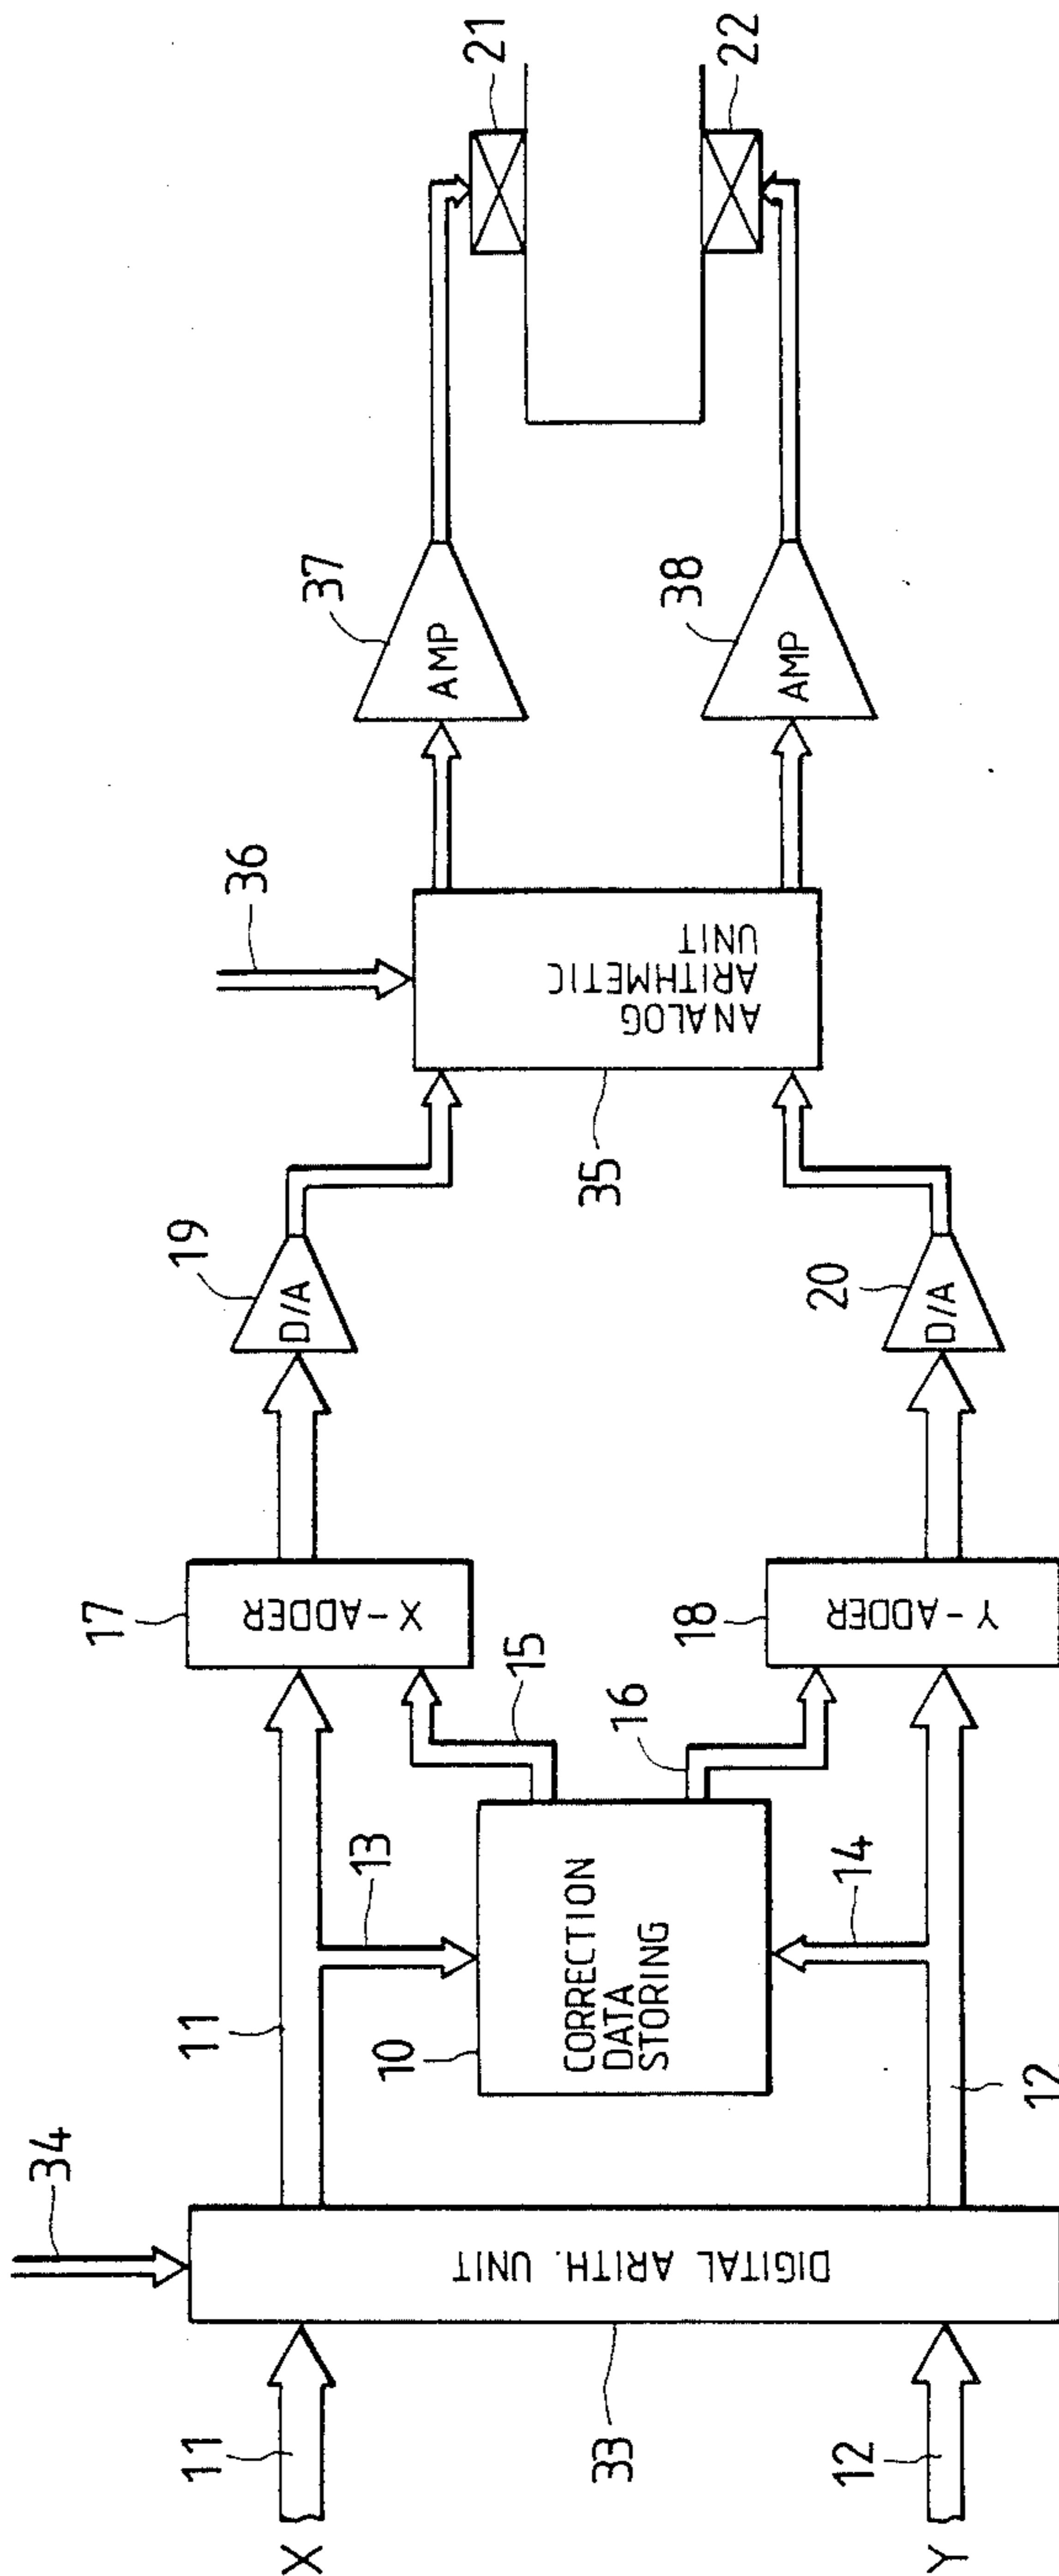 X
11
Y
12
33
34
DIGITAL ARITH. UNIT
11
12
13
14
10
CORRECTION
DATA
STORING
15
16
17
X-ADDER
18
Y-ADDER
19
D/A
20
D/A
35
36
ANALOG
ARITHMETIC
UNIT
37
AMP
38
AMP
21
22